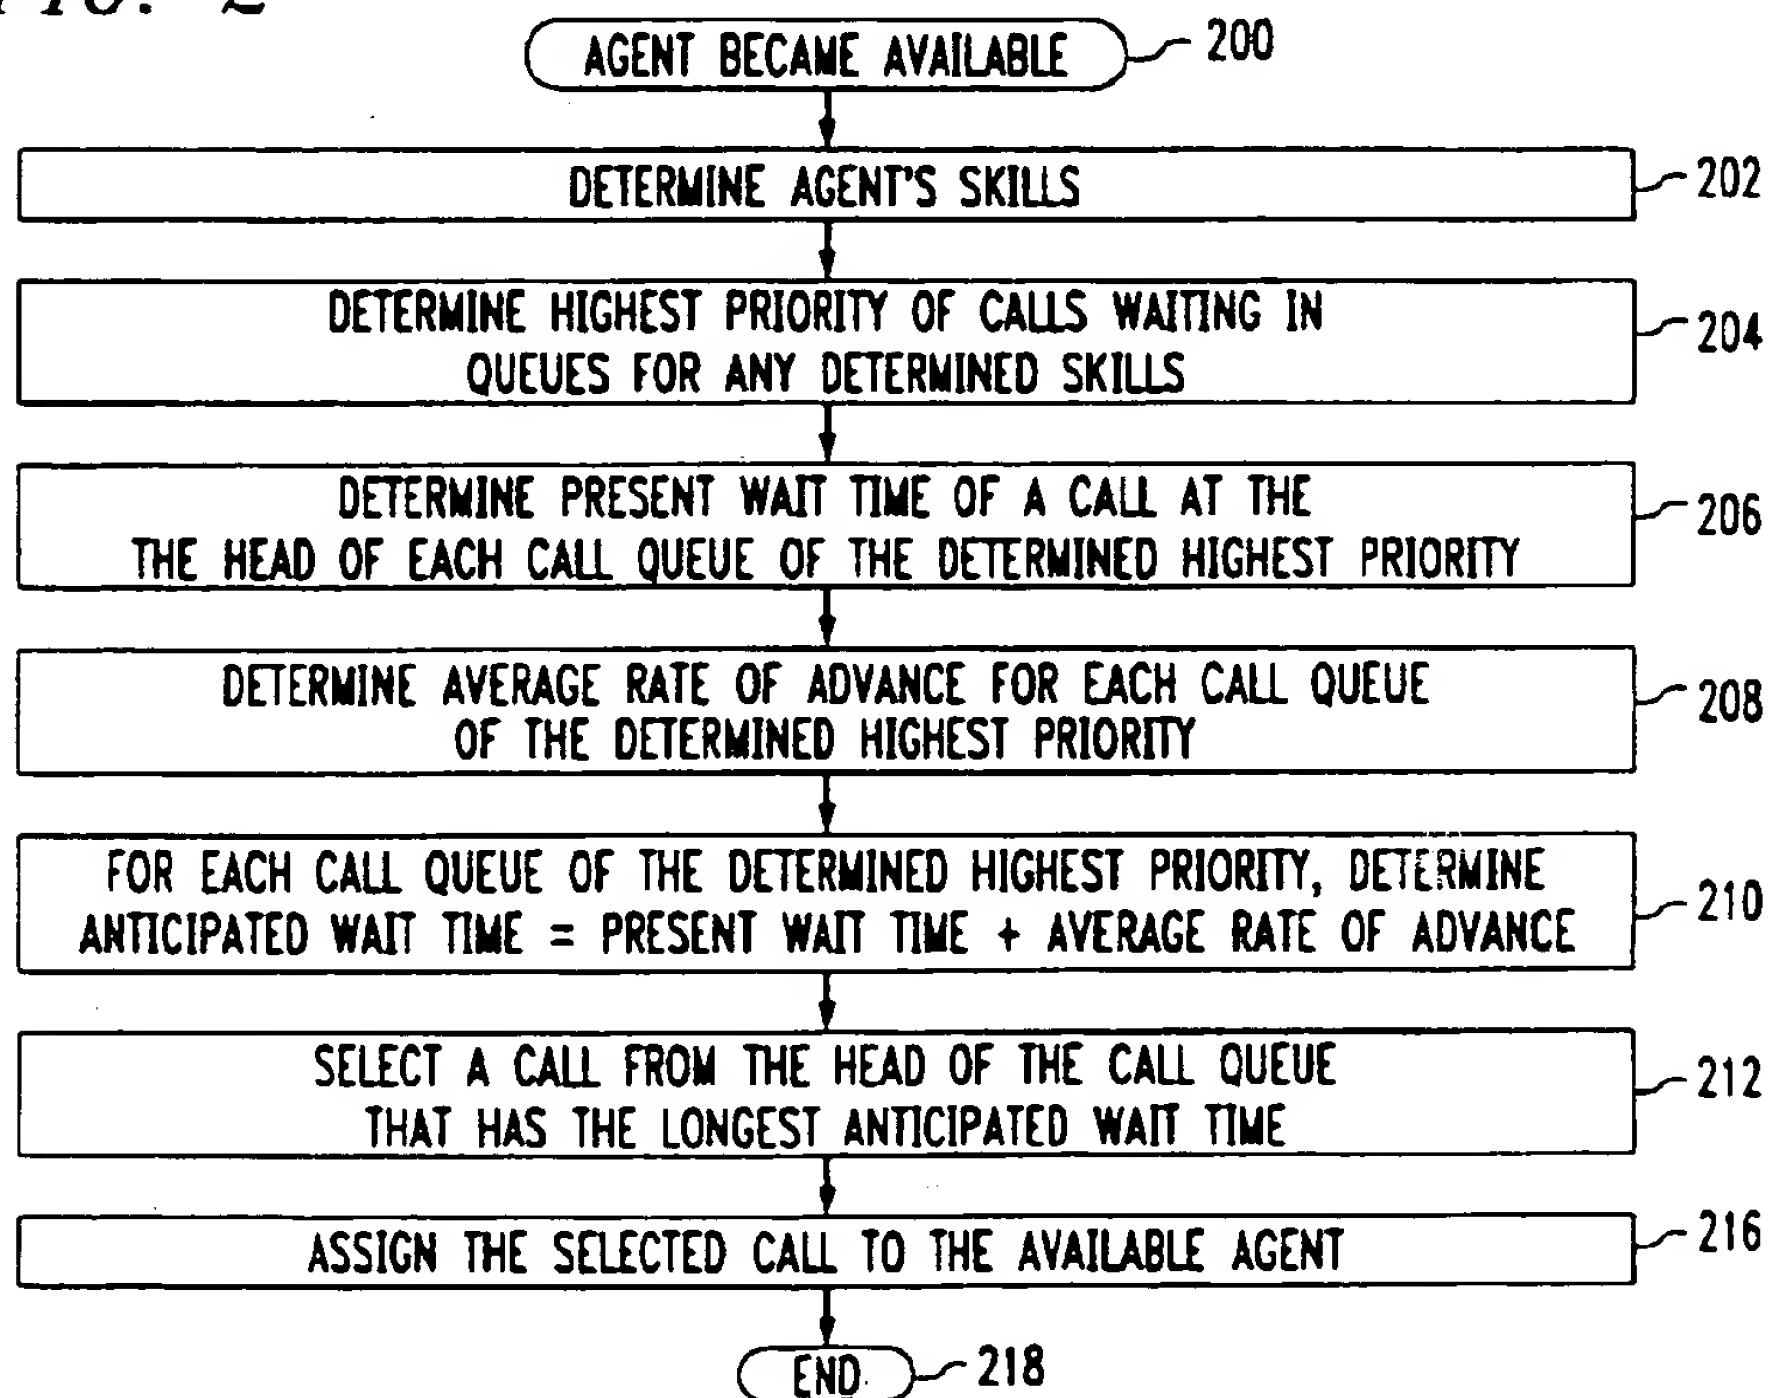 FIG. 2
AGENT BECAME AVAILABLE
200
DETERMINE AGENT'S SKILLS
202
DETERMINE HIGHEST PRIORITY OF CALLS WAITING IN
QUEUES FOR ANY DETERMINED SKILLS
204
DETERMINE PRESENT WAIT TIME OF A CALL AT THE
THE HEAD OF EACH CALL QUEUE OF THE DETERMINED HIGHEST PRIORITY
206
DETERMINE AVERAGE RATE OF ADVANCE FOR EACH CALL QUEUE
OF THE DETERMINED HIGHEST PRIORITY
208
FOR EACH CALL QUEUE OF THE DETERMINED HIGHEST PRIORITY, DETERMINE
ANTICIPATED WAIT TIME = PRESENT WAIT TIME + AVERAGE RATE OF ADVANCE
210
SELECT A CALL FROM THE HEAD OF THE CALL QUEUE
THAT HAS THE LONGEST ANTICIPATED WAIT TIME
212
ASSIGN THE SELECTED CALL TO THE AVAILABLE AGENT
216
END
218